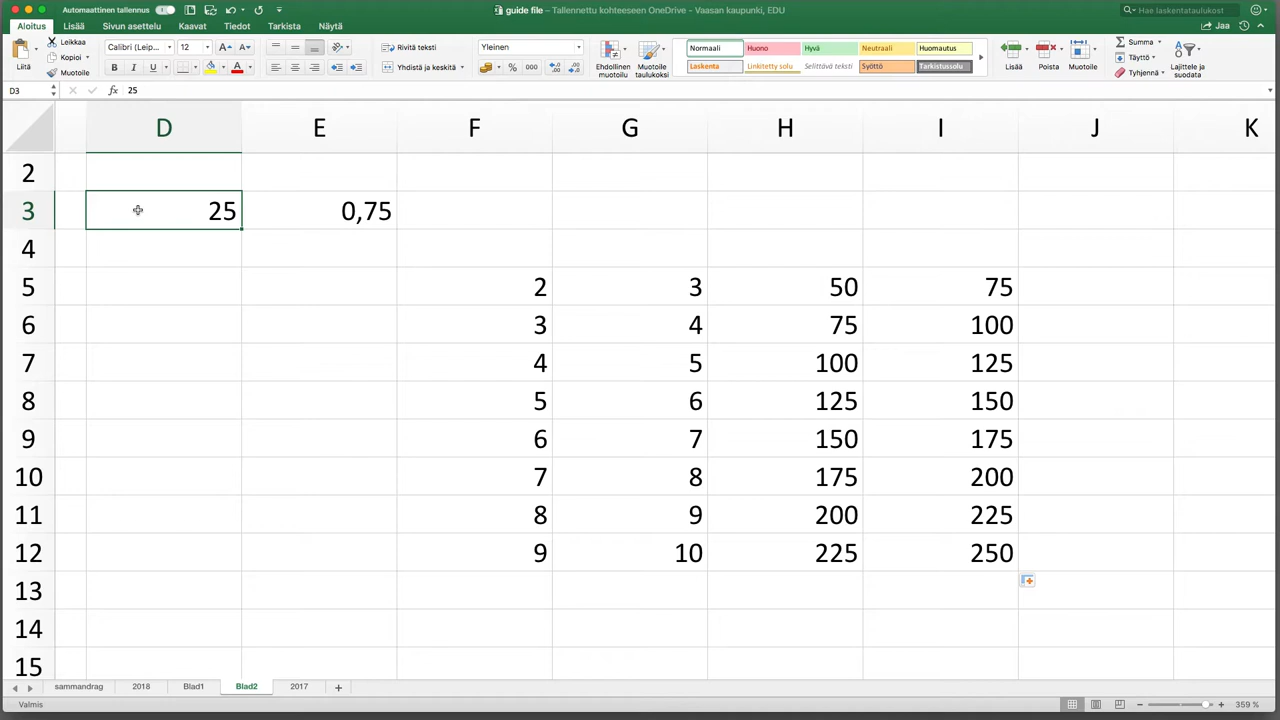 Automaattinen tallennus
guide file – Tallennettu kohteeseen OneDrive – Vaasan kaupunki, EDU
Hae laskentataulukosta
Aloitus Lisää Sivun asettelu Kaavat Tiedot Tarkista Näytä
Jaa
Liitä
Leikkaa
Kopioi
Muotoile
Calibri (Leip... 12
B I U
Rivitä teksti
Yhdistä ja keskitä
Yleinen
% 000
Ehdollinen muotoilu
Muotoile taulukoksi
Normaali Huono Hyvä Neutraali Huomautus
Laskenta Linkitetty solu Selittävä teksti Syöttö Tarkistussolu
Lisää Poista Muotoile
Summa
Täyttö
Tyhjennä
Lajittele ja suodata
D3 fx 25
D E F G H I J K
2
3 25 0,75
4
5 2 3 50 75
6 3 4 75 100
7 4 5 100 125
8 5 6 125 150
9 6 7 150 175
10 7 8 175 200
11 8 9 200 225
12 9 10 225 250
13
14
15
sammandrag 2018 Blad1 Blad2 2017
Valmis
359 %